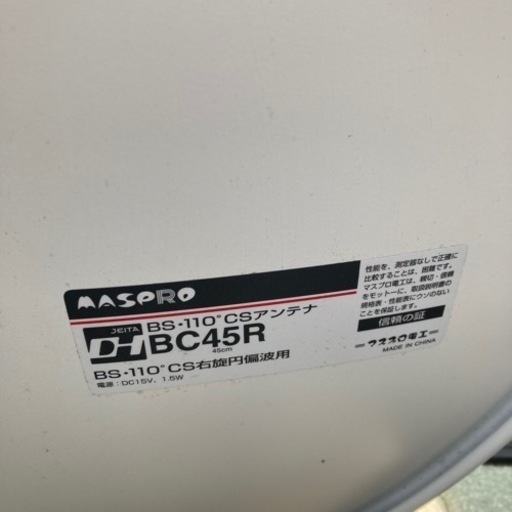 MASPRO
JEITA
DH
BS・110°CSアンテナ
BC45R
45cm
BS・110°CS右旋円偏波用
電源：DC15V，1.5W
性能を、測定器なしで正確に
比較することは、困難です。
マスプロ電工は、親切・信頼
をモットーに、取扱説明書の
規格表・性能表にウソのない
ことを保証します。
信頼の証
マスプロ電工
MADE IN CHINA